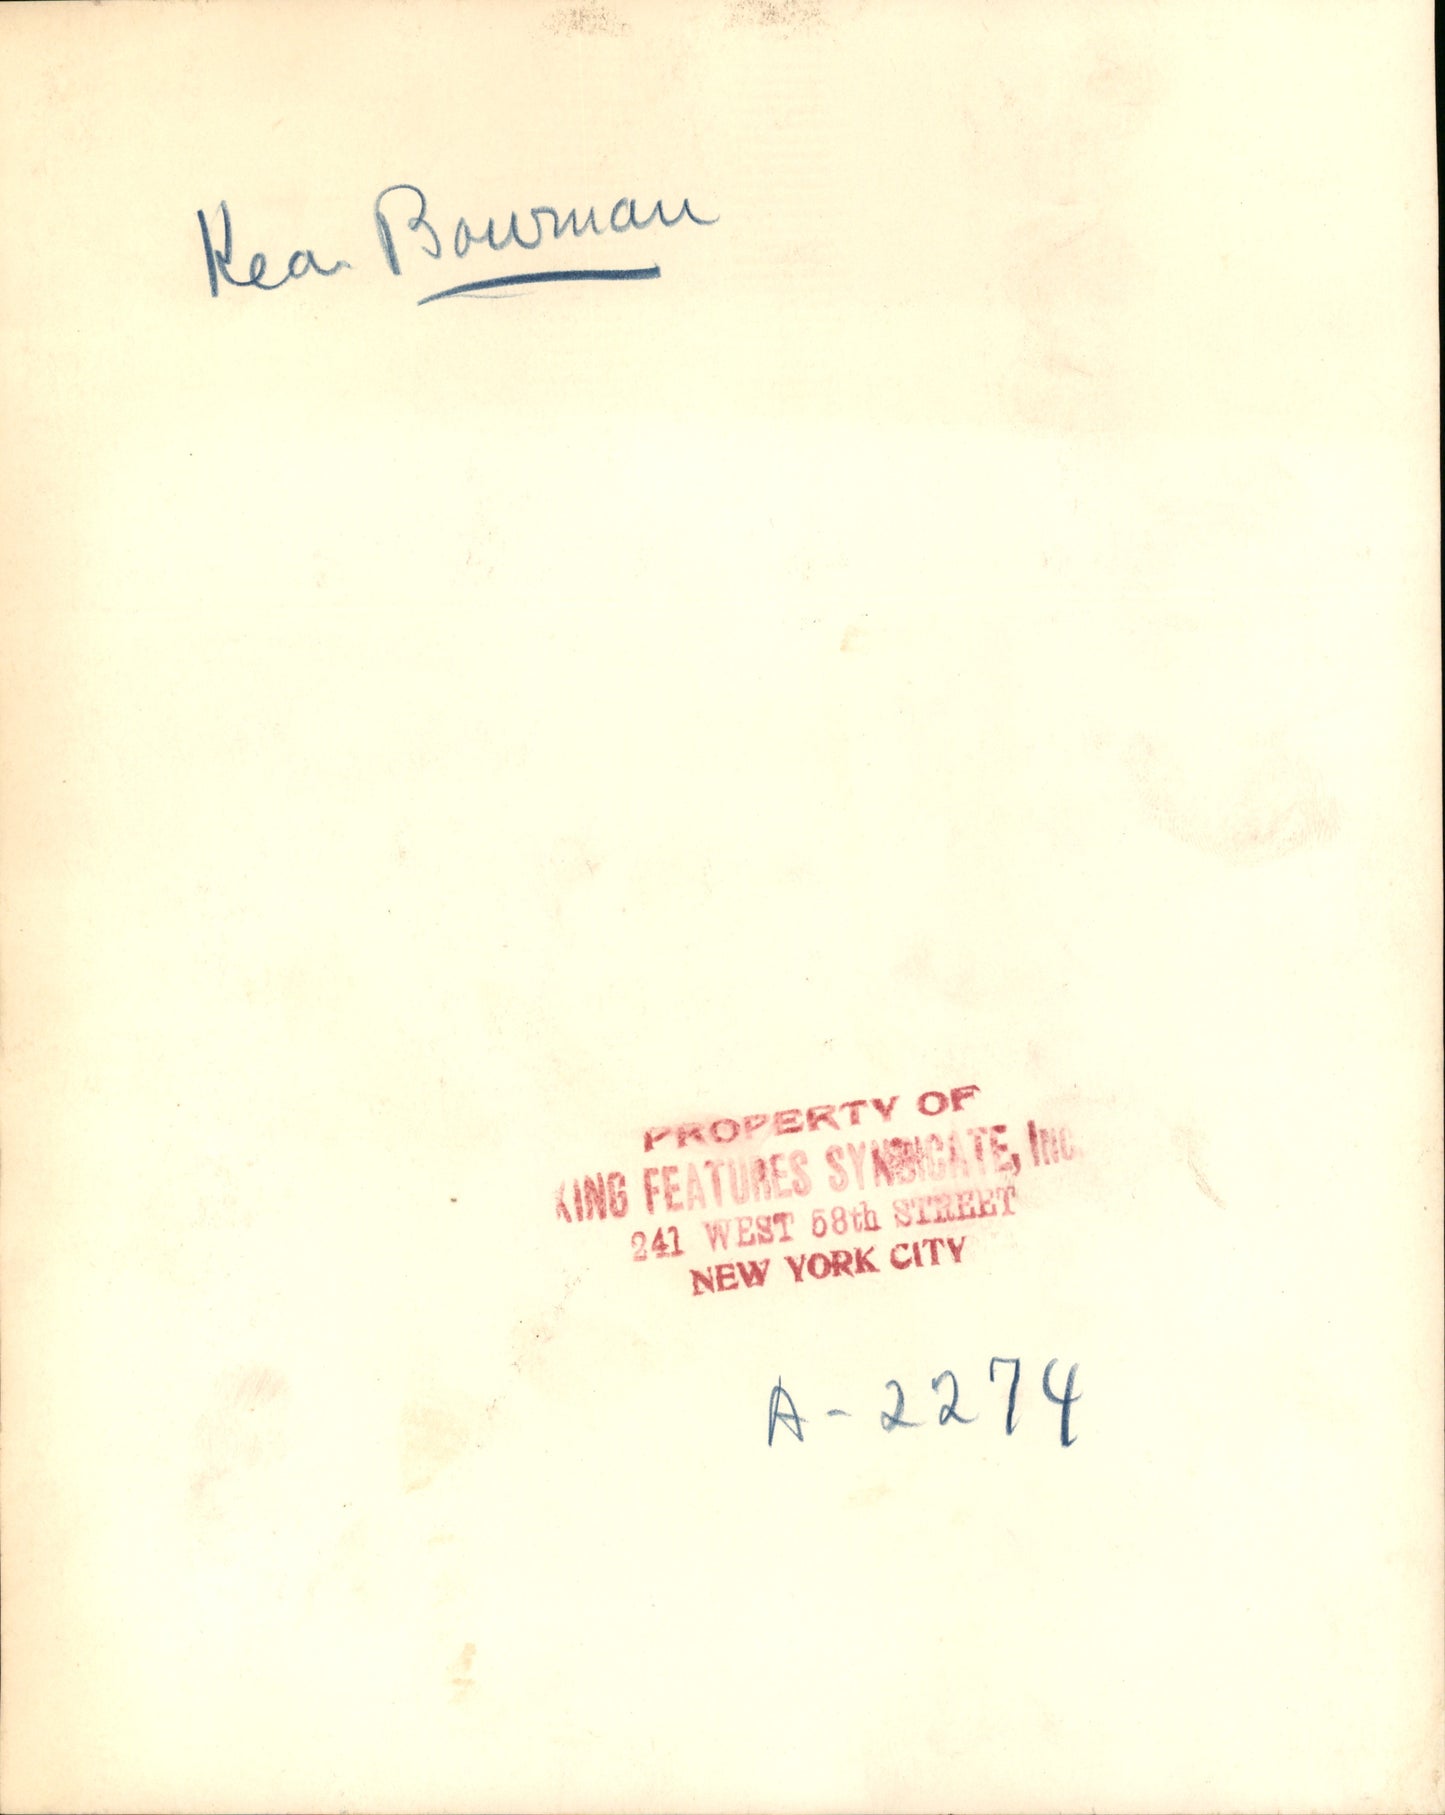 Kea. Bowman
PROPERTY OF
KING FEATURES SYNDICATE, INC.
241 WEST 58th STREET
NEW YORK CITY
A-2274